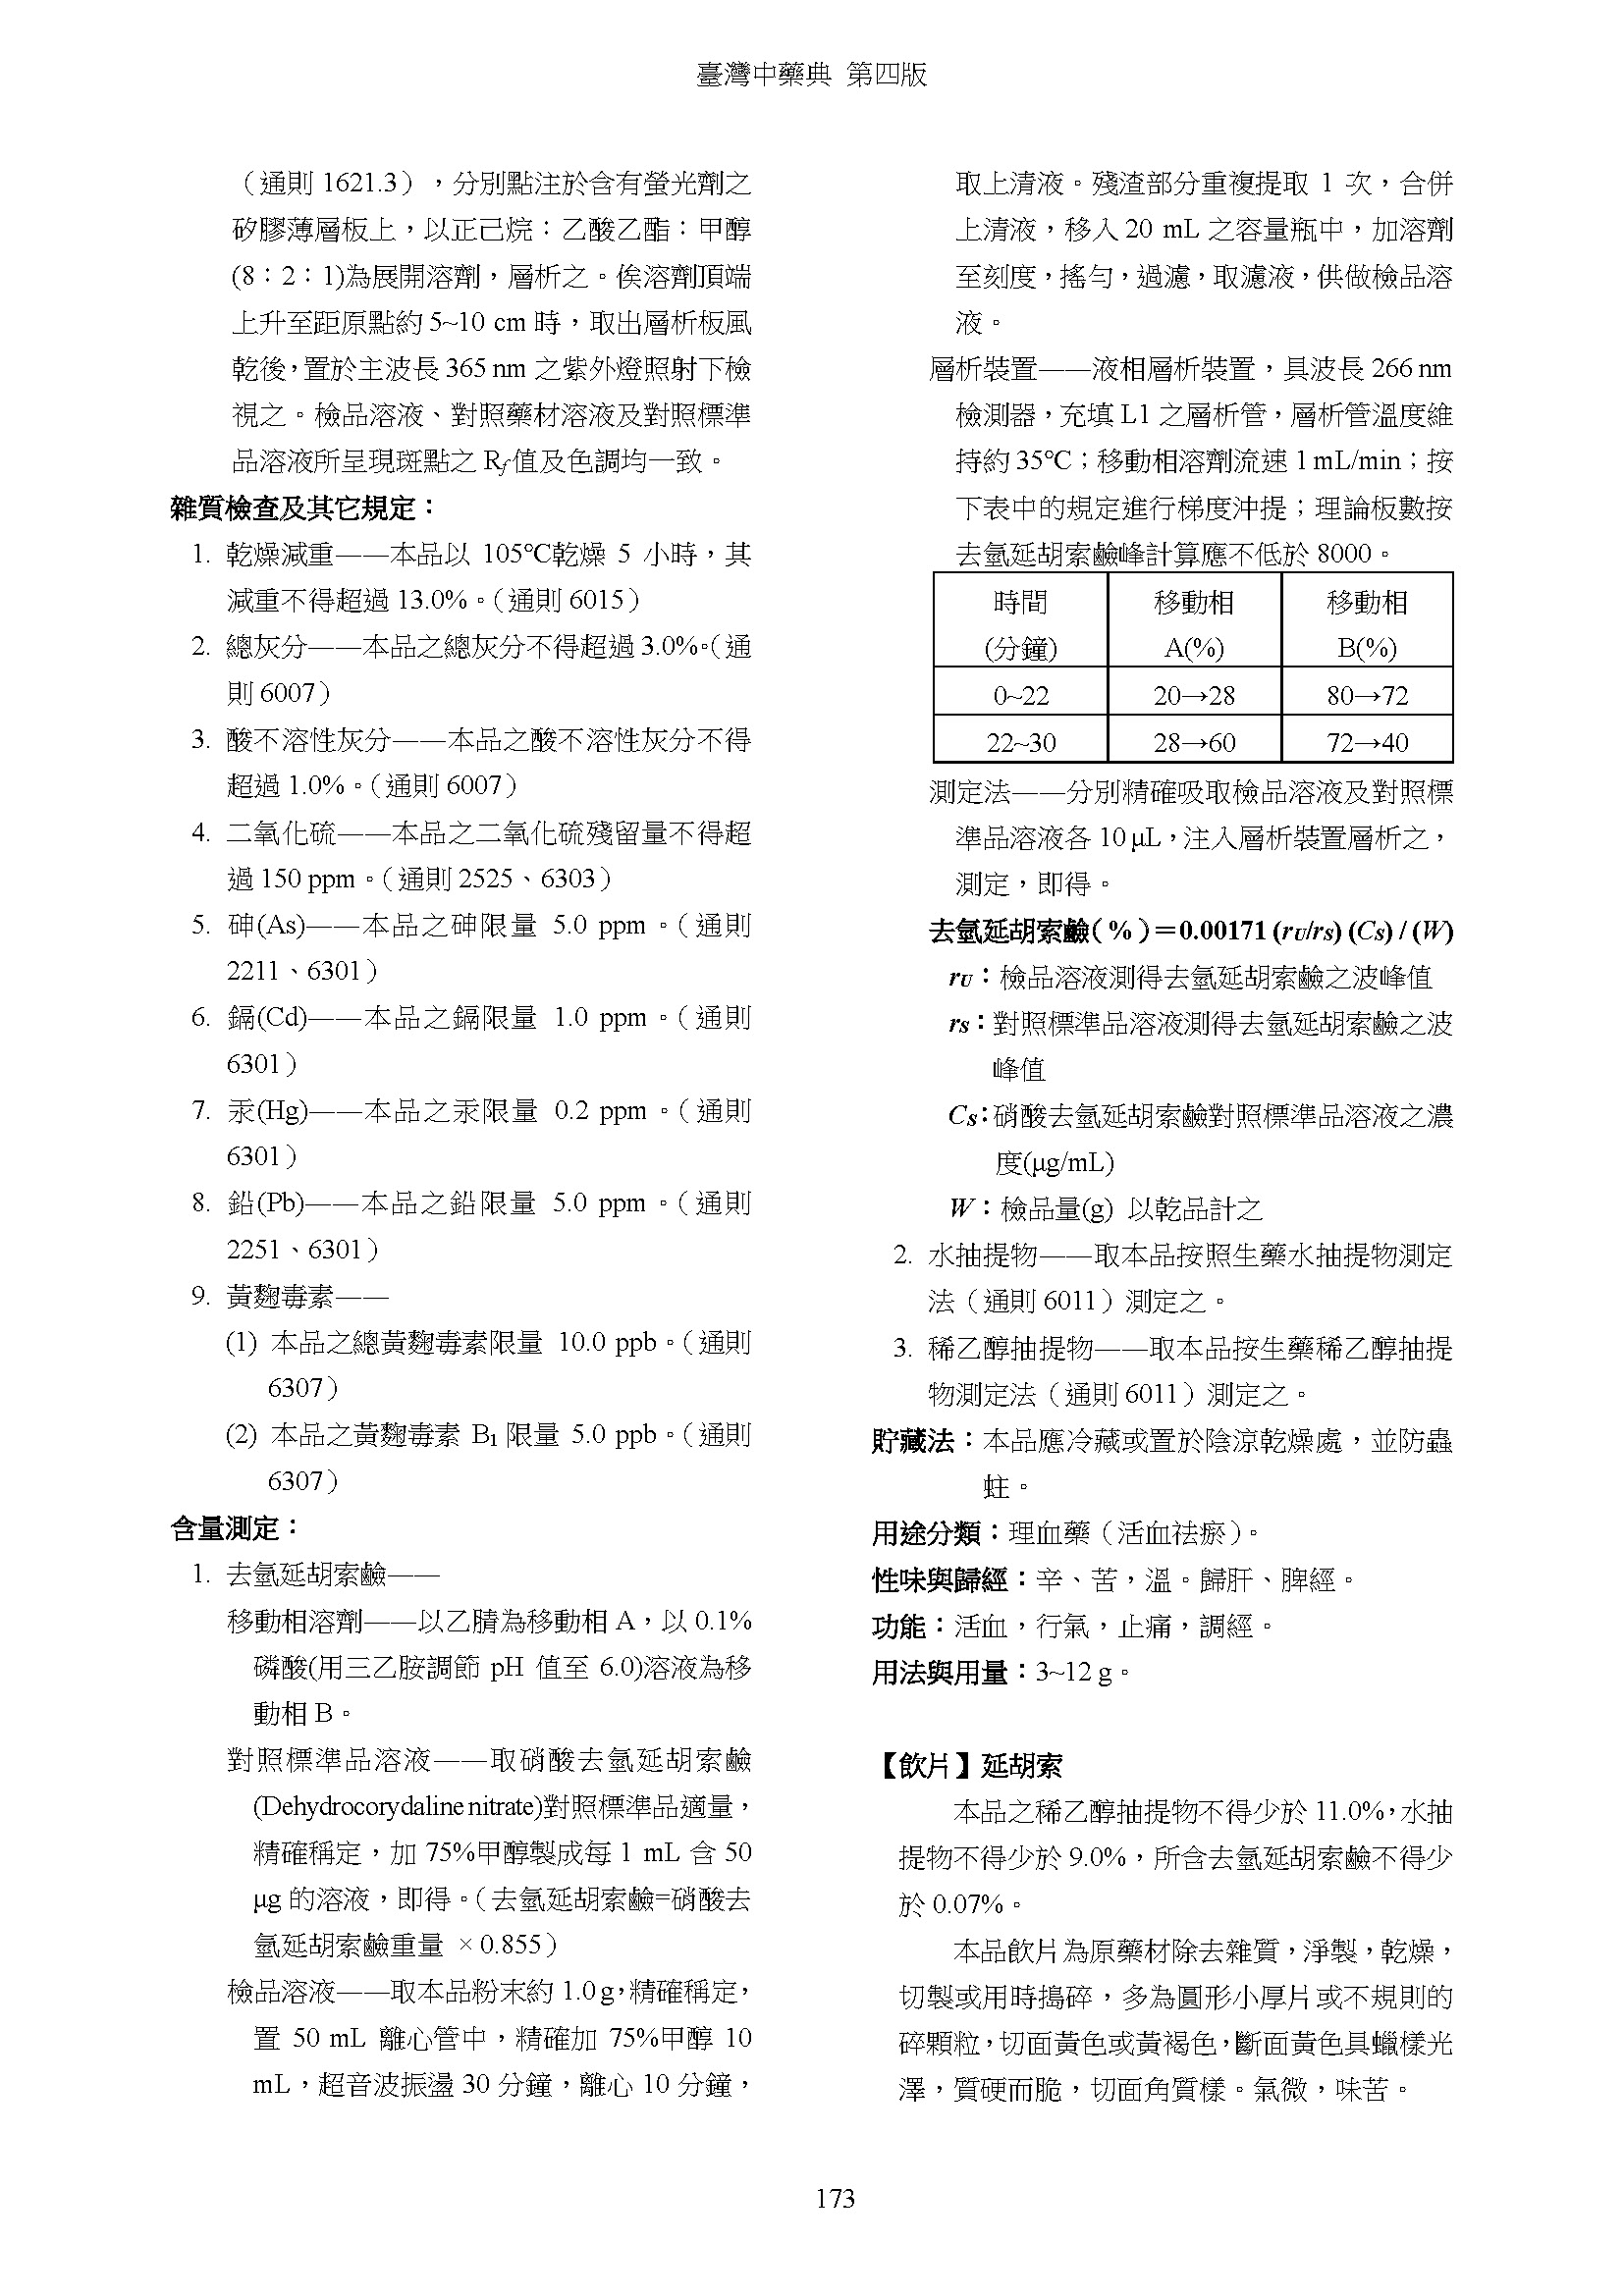 臺灣中藥典 第四版
（通則 1621.3），分別點注於含有螢光劑之
矽膠薄層板上，以正己烷：乙酸乙酯：甲醇
(8：2：1)為展開溶劑，層析之。俟溶劑頂端
上升至距原點約 5~10 cm 時，取出層析板風
乾後，置於主波長 365 nm 之紫外燈照射下檢
視之。檢品溶液、對照藥材溶液及對照標準
品溶液所呈現斑點之 Rf 值及色調均一致。
雜質檢查及其它規定：
1. 乾燥減重——本品以 105℃乾燥 5 小時，其
減重不得超過 13.0%。（通則 6015）
2. 總灰分——本品之總灰分不得超過 3.0%。（通
則 6007）
3. 酸不溶性灰分——本品之酸不溶性灰分不得
超過 1.0%。（通則 6007）
4. 二氧化硫——本品之二氧化硫殘留量不得超
過 150 ppm。（通則 2525、6303）
5. 砷(As)——本品之砷限量 5.0 ppm。（通則
2211、6301）
6. 鎘(Cd)——本品之鎘限量 1.0 ppm。（通則
6301）
7. 汞(Hg)——本品之汞限量 0.2 ppm。（通則
6301）
8. 鉛(Pb)——本品之鉛限量 5.0 ppm。（通則
2251、6301）
9. 黃麴毒素——
(1) 本品之總黃麴毒素限量 10.0 ppb。（通則
6307）
(2) 本品之黃麴毒素 B₁ 限量 5.0 ppb。（通則
6307）
含量測定：
1. 去氫延胡索鹼——
移動相溶劑——以乙腈為移動相 A，以 0.1%
磷酸(用三乙胺調節 pH 值至 6.0)溶液為移
動相 B。
對照標準品溶液——取硝酸去氫延胡索鹼
(Dehydrocorydaline nitrate)對照標準品適量，
精確稱定，加 75%甲醇製成每 1 mL 含 50
μg 的溶液，即得。（去氫延胡索鹼=硝酸去
氫延胡索鹼重量 × 0.855）
檢品溶液——取本品粉末約 1.0 g，精確稱定，
置 50 mL 離心管中，精確加 75%甲醇 10
mL，超音波振盪 30 分鐘，離心 10 分鐘，
取上清液。殘渣部分重複提取 1 次，合併
上清液，移入 20 mL 之容量瓶中，加溶劑
至刻度，搖勻，過濾，取濾液，供做檢品溶
液。
層析裝置——液相層析裝置，具波長 266 nm
檢測器，充填 L1 之層析管，層析管溫度維
持約 35℃；移動相溶劑流速 1 mL/min；按
下表中的規定進行梯度沖提；理論板數按
去氫延胡索鹼峰計算應不低於 8000。
時間 移動相 移動相
(分鐘) A(%) B(%)
0~22 20→28 80→72
22~30 28→60 72→40
測定法——分別精確吸取檢品溶液及對照標
準品溶液各 10 μL，注入層析裝置層析之，
測定，即得。
去氫延胡索鹼（%）＝0.00171 (rU/rS) (CS) / (W)
rU：檢品溶液測得去氫延胡索鹼之波峰值
rS：對照標準品溶液測得去氫延胡索鹼之波
峰值
CS：硝酸去氫延胡索鹼對照標準品溶液之濃
度(μg/mL)
W：檢品量(g) 以乾品計之
2. 水抽提物——取本品按照生藥水抽提物測定
法（通則 6011）測定之。
3. 稀乙醇抽提物——取本品按生藥稀乙醇抽提
物測定法（通則 6011）測定之。
貯藏法：本品應冷藏或置於陰涼乾燥處，並防蟲
蛀。
用途分類：理血藥（活血祛瘀）。
性味與歸經：辛、苦，溫。歸肝、脾經。
功能：活血，行氣，止痛，調經。
用法與用量：3~12 g。
【飲片】延胡索
本品之稀乙醇抽提物不得少於 11.0%，水抽
提物不得少於 9.0%，所含去氫延胡索鹼不得少
於 0.07%。
本品飲片為原藥材除去雜質，淨製，乾燥，
切製或用時搗碎，多為圓形小厚片或不規則的
碎顆粒，切面黃色或黃褐色，斷面黃色具蠟樣光
澤，質硬而脆，切面角質樣。氣微，味苦。
173